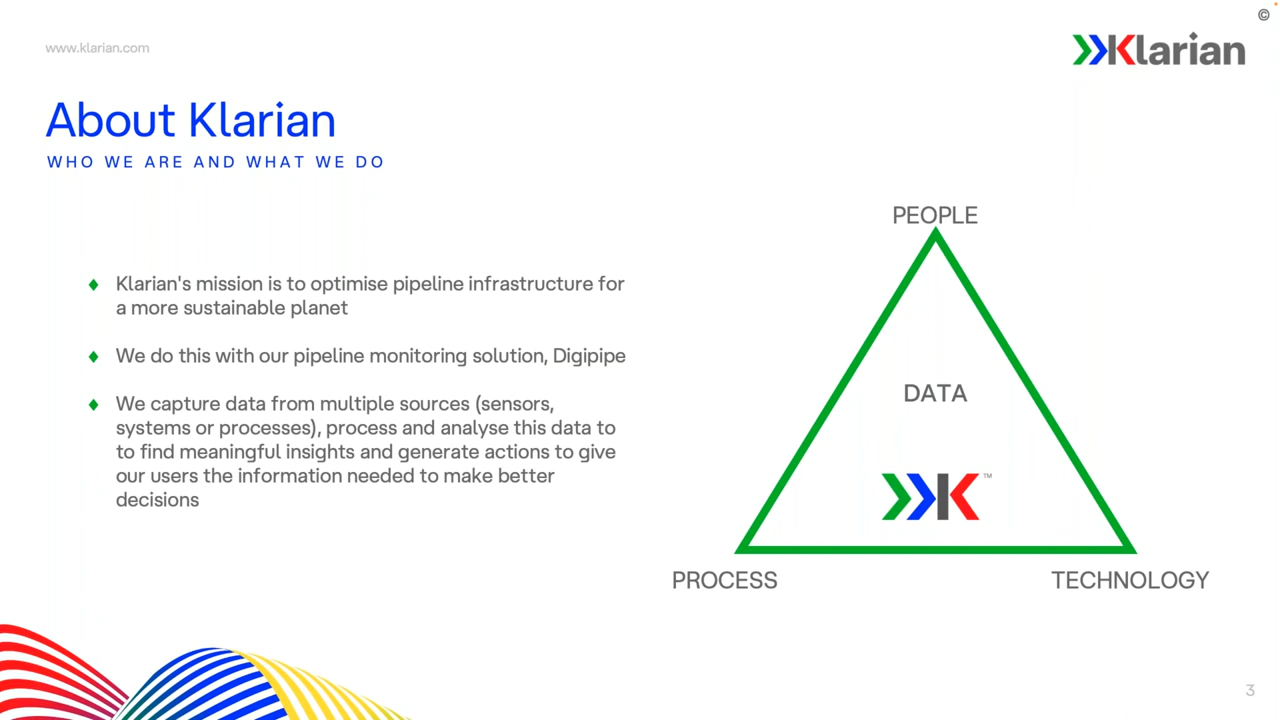 ©
www.klarian.com
Klarian
About Klarian
WHO WE ARE AND WHAT WE DO
Klarian's mission is to optimise pipeline infrastructure for
a more sustainable planet
We do this with our pipeline monitoring solution, Digipipe
We capture data from multiple sources (sensors,
systems or processes), process and analyse this data to
to find meaningful insights and generate actions to give
our users the information needed to make better
decisions
PEOPLE
DATA
K™
PROCESS
TECHNOLOGY
3